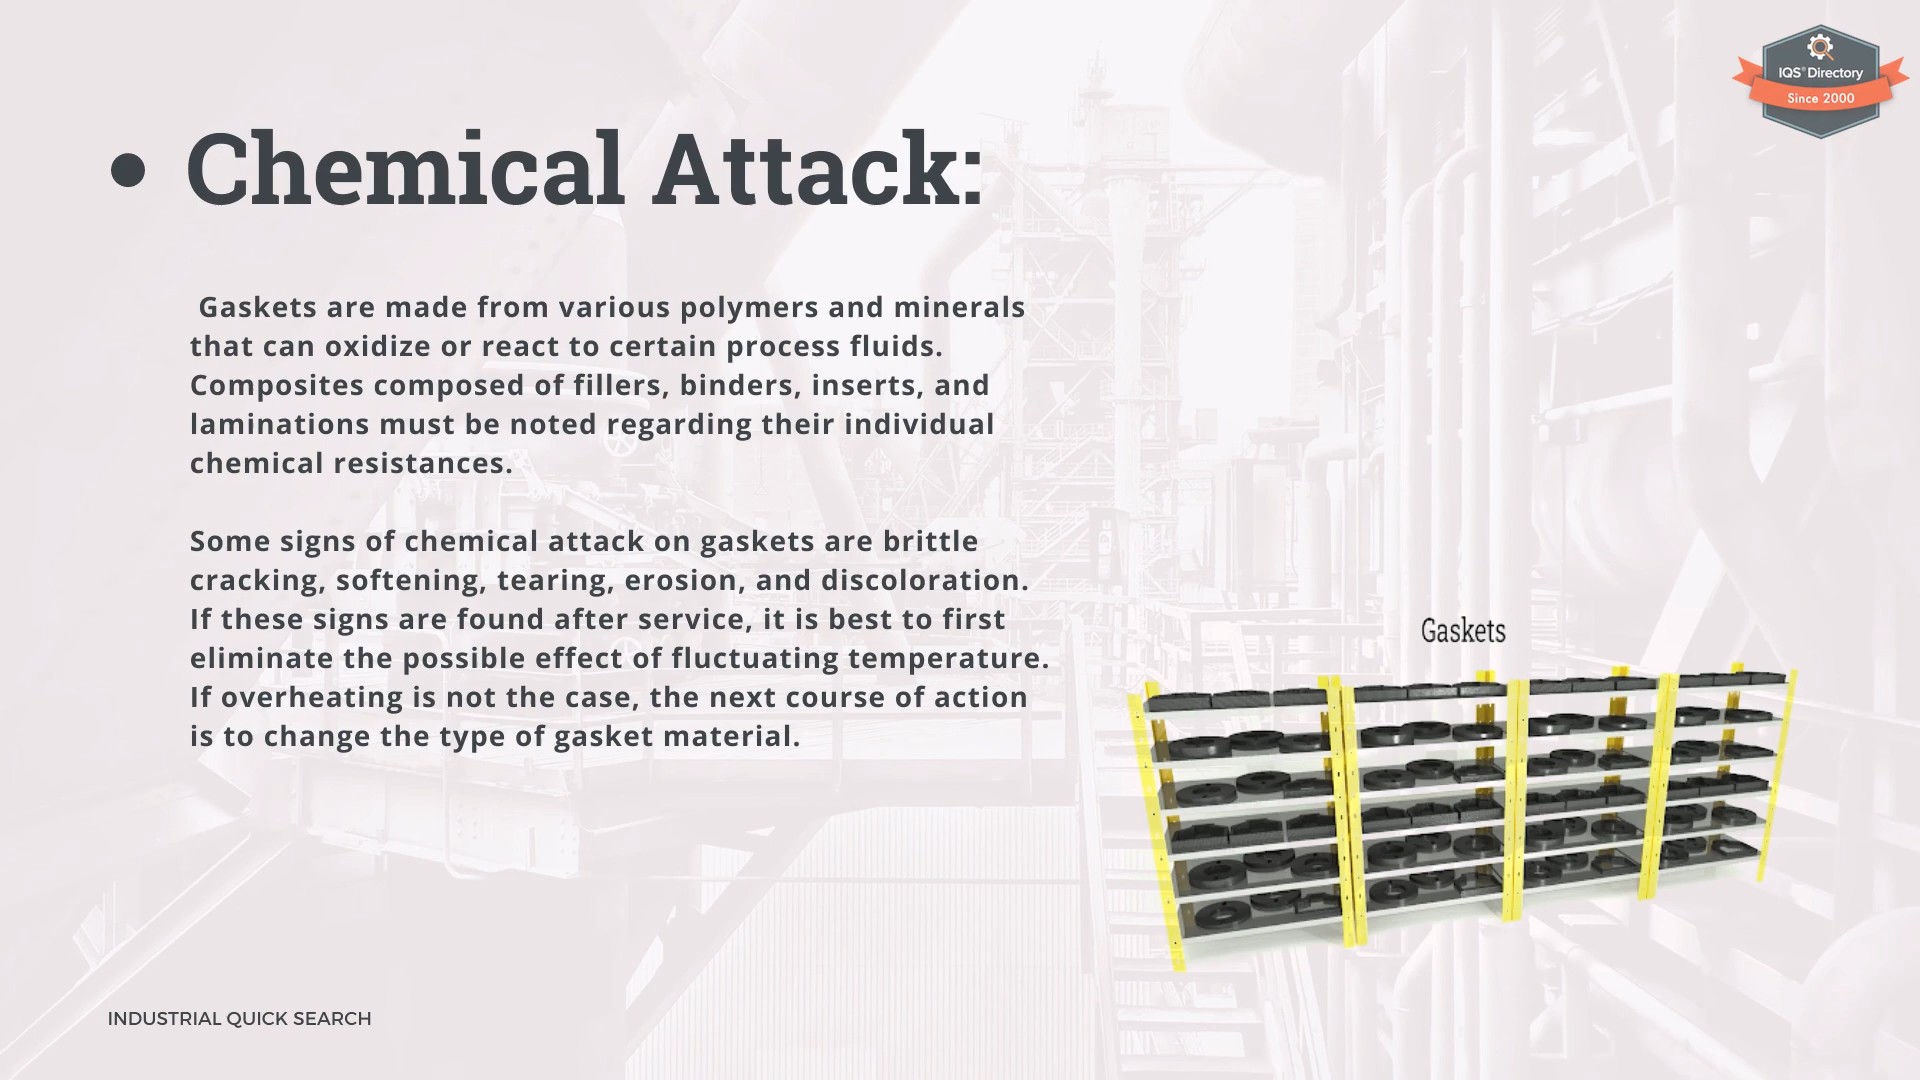 IQS® Directory
Since 2000
• Chemical Attack:
Gaskets are made from various polymers and minerals
that can oxidize or react to certain process fluids.
Composites composed of fillers, binders, inserts, and
laminations must be noted regarding their individual
chemical resistances.
Some signs of chemical attack on gaskets are brittle
cracking, softening, tearing, erosion, and discoloration.
If these signs are found after service, it is best to first
eliminate the possible effect of fluctuating temperature.
If overheating is not the case, the next course of action
is to change the type of gasket material.
Gaskets
INDUSTRIAL QUICK SEARCH